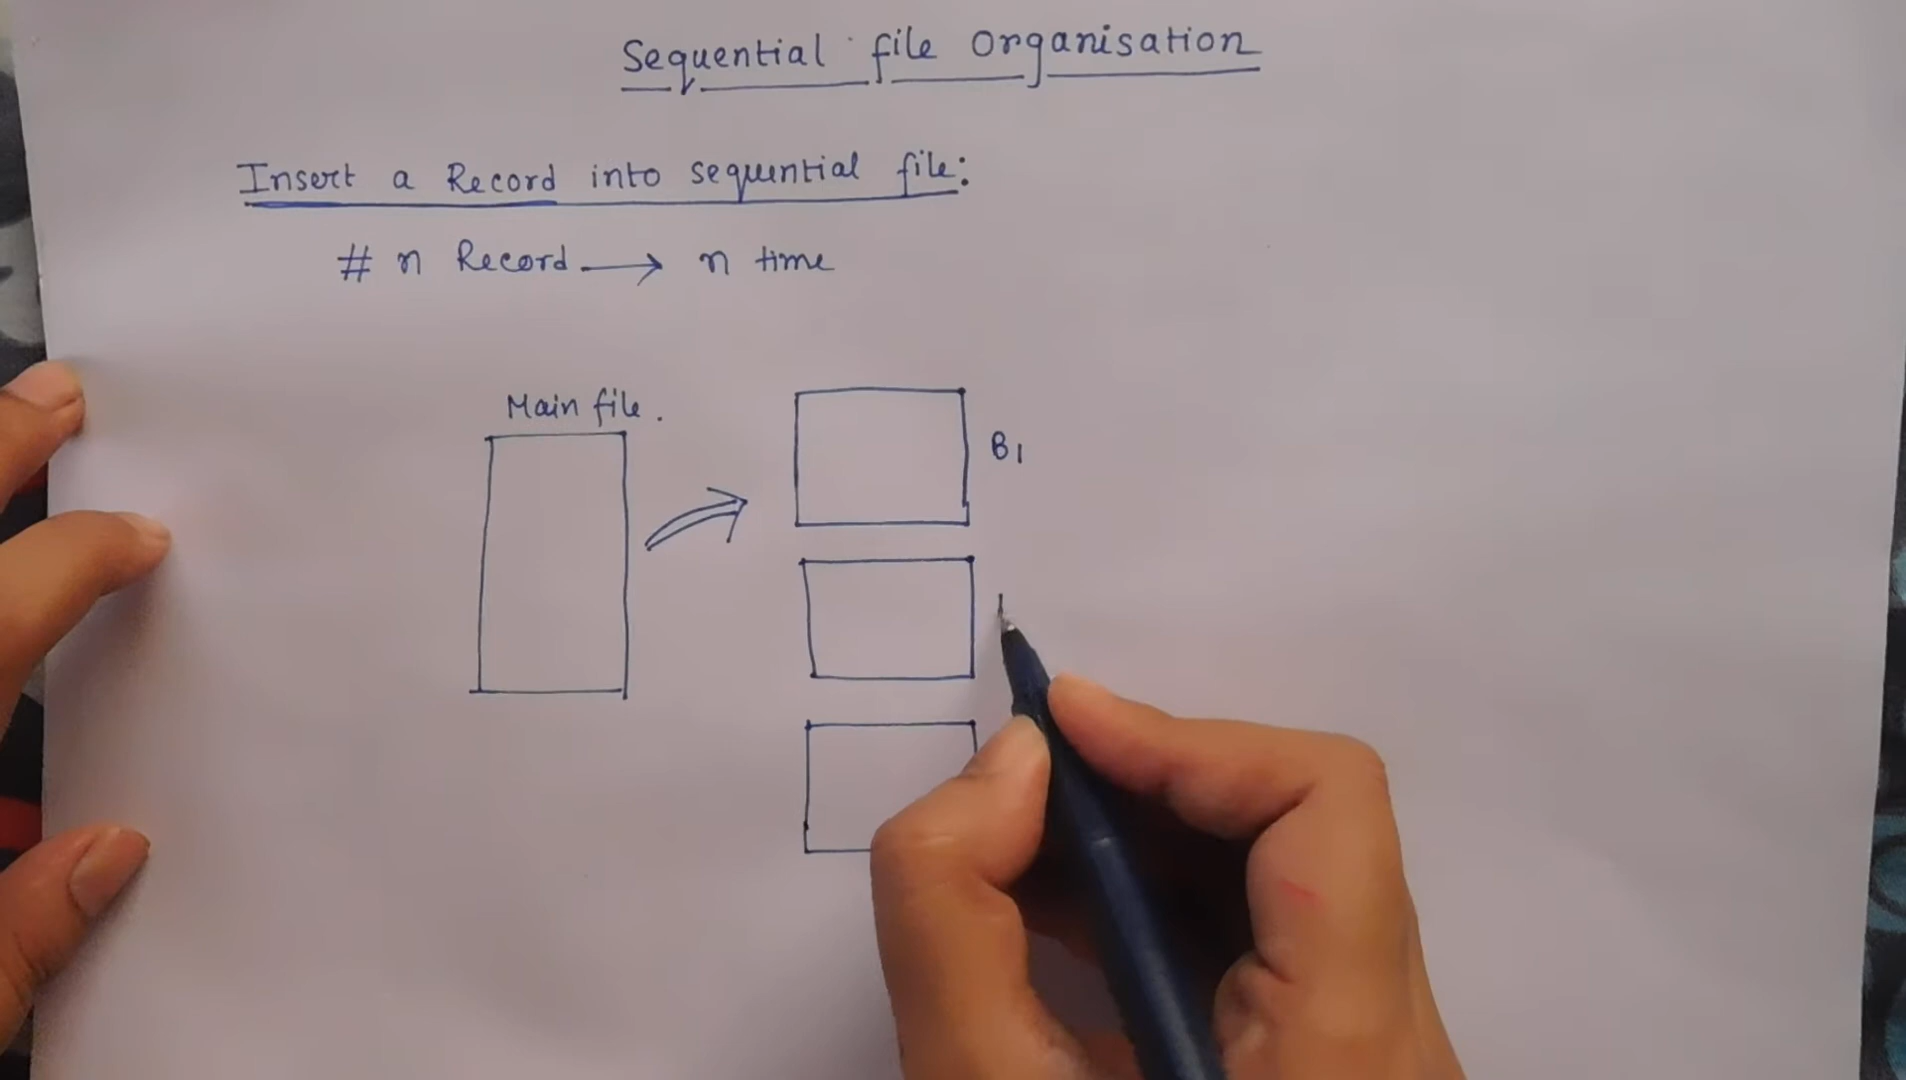 Sequential file Organisation
Insert a Record into sequential file:
# n Record → n time
Main file.
B1